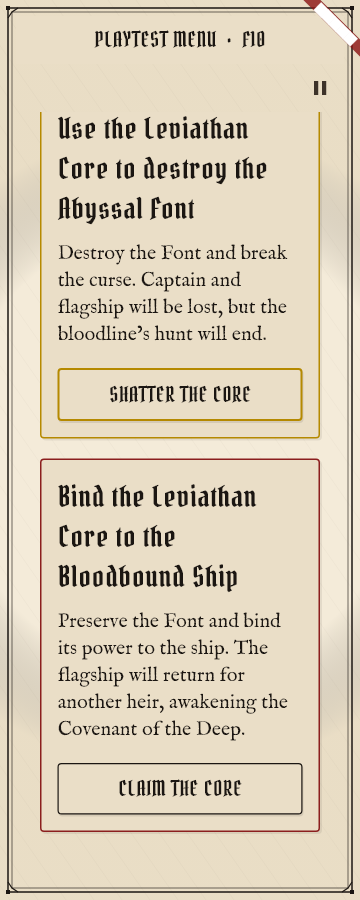 PLAYTEST MENU · F10
Use the Leviathan
Core to destroy the
Abyssal Font
Destroy the Font and break
the curse. Captain and
flagship will be lost, but the
bloodline’s hunt will end.
SHATTER THE CORE
Bind the Leviathan
Core to the
Bloodbound Ship
Preserve the Font and bind
its power to the ship. The
flagship will return for
another heir, awakening the
Covenant of the Deep.
CLAIM THE CORE